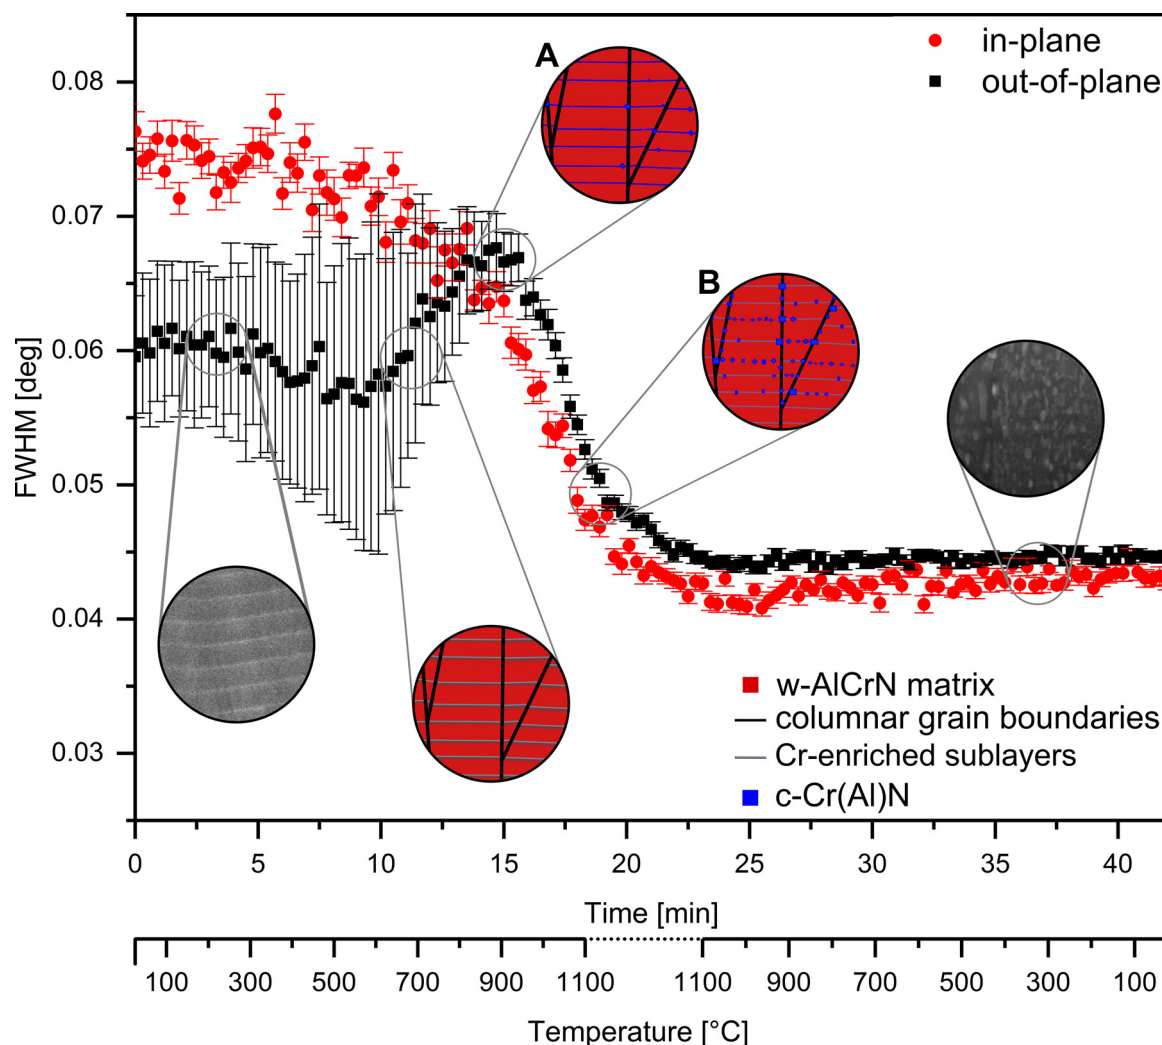 in-plane
out-of-plane
A
B
0.08
0.07
0.06
0.05
0.04
0.03
FWHM [deg]
w-AlCrN matrix
columnar grain boundaries
Cr-enriched sublayers
c-Cr(Al)N
0 5 10 15 20 25 30 35 40
Time [min]
100 300 500 700 900 1100 1100 900 700 500 300 100
Temperature [°C]